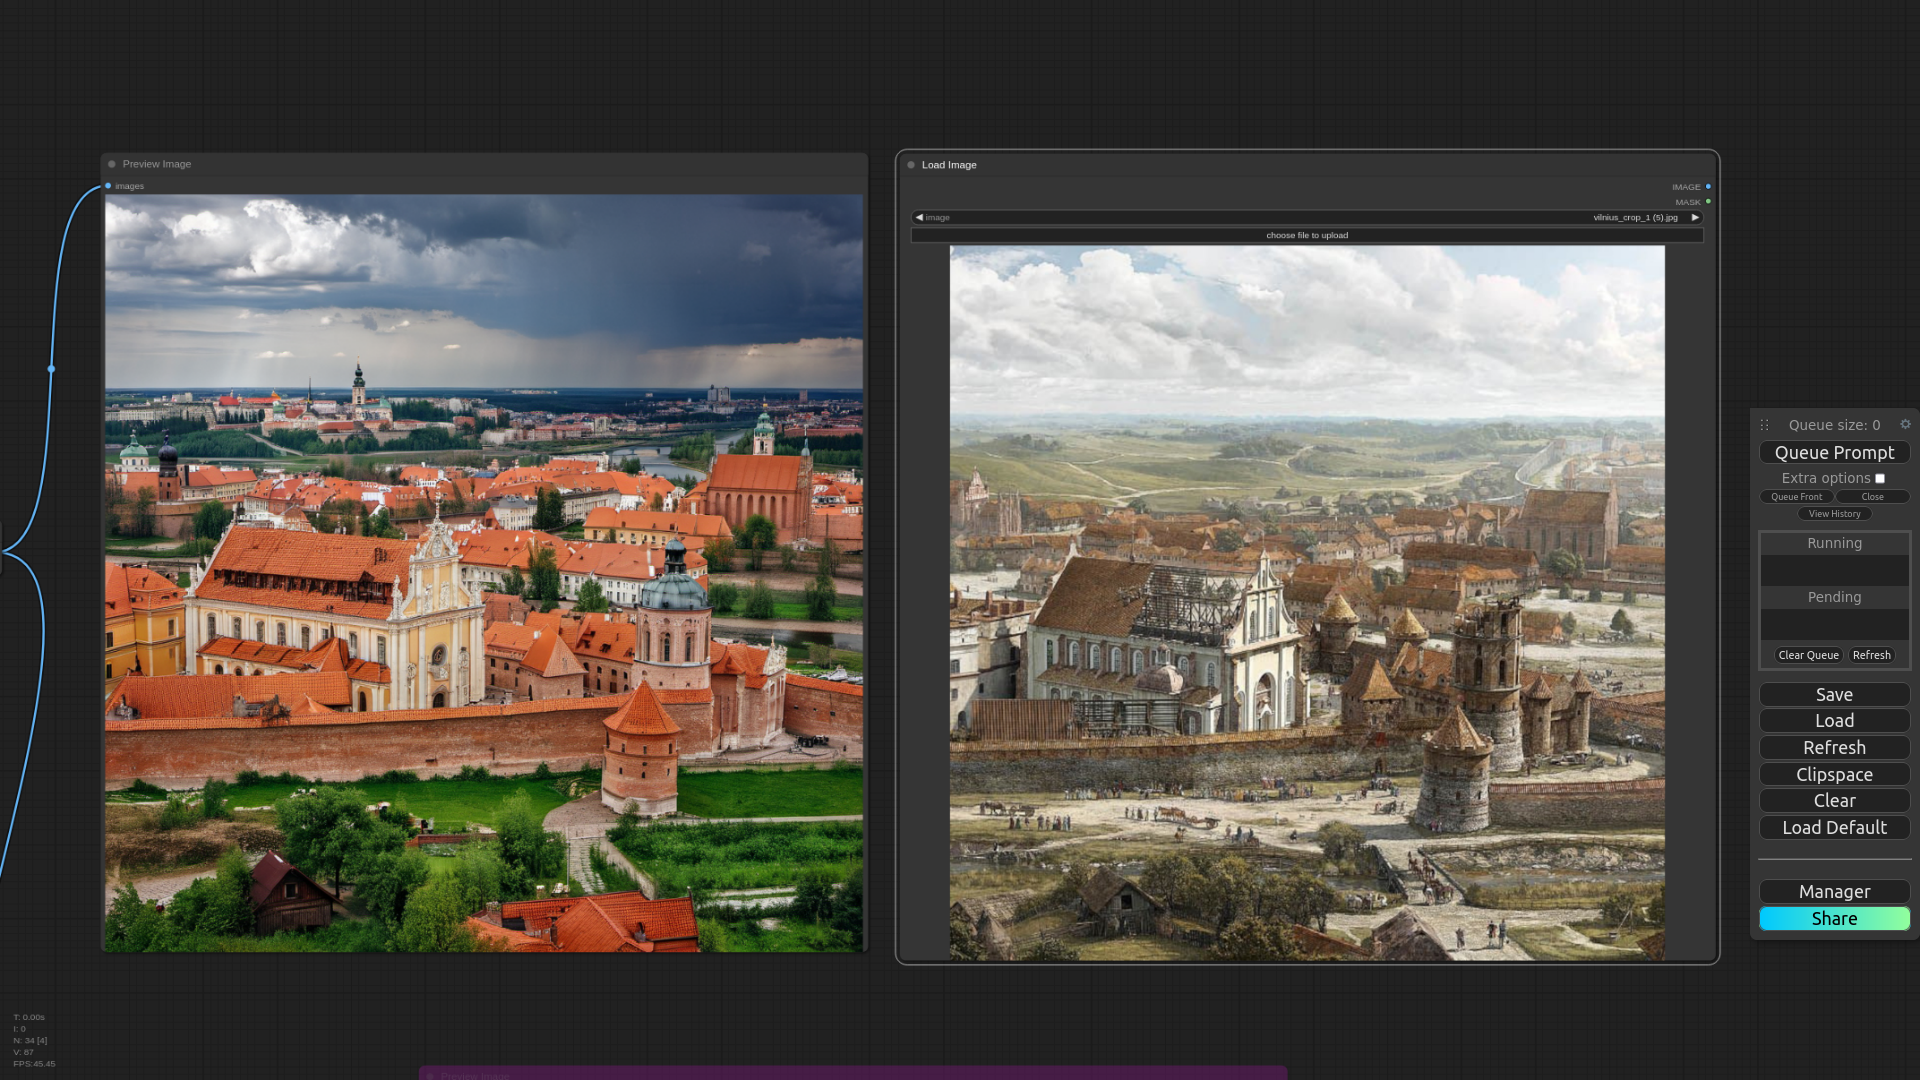 Preview Image
images
Load Image
IMAGE
MASK
image
vilnius_crop_1 (5).jpg
choose file to upload
Queue size: 0
Queue Prompt
Extra options
Queue Front
Close
View History
Running
Pending
Clear Queue
Refresh
Save
Load
Refresh
Clipspace
Clear
Load Default
Manager
Share
T: 0.00s
I: 0
N: 34 [4]
V: 87
FPS:45.45
Preview Image